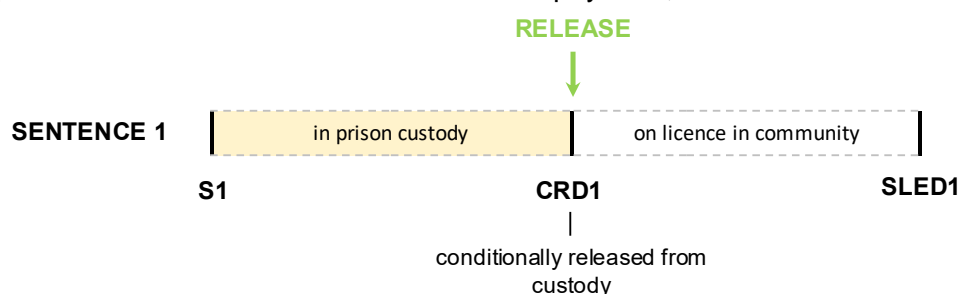 RELEASE
SENTENCE 1
in prison custody
on licence in community
S1
CRD1
SLED1
conditionally released from
custody